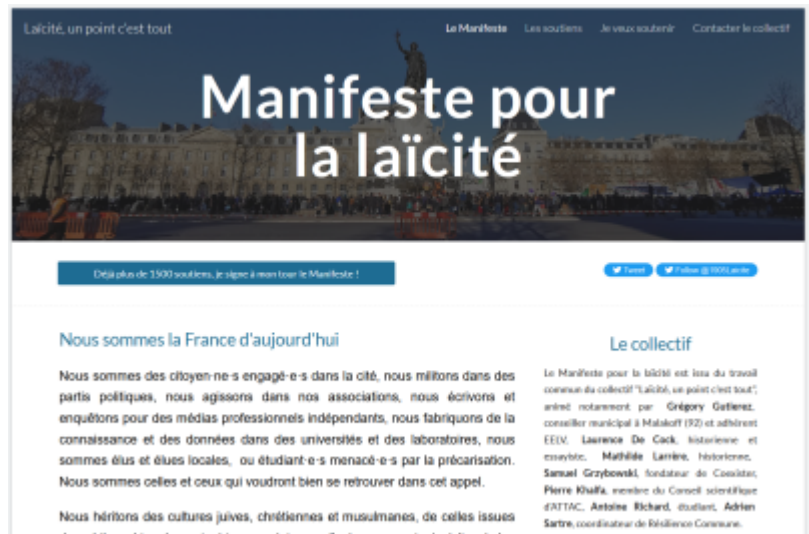 Laïcité, un point c'est tout
Le Manifeste Les soutiens Je veux soutenir Contacter le collectif
Manifeste pour
la laïcité
Déjà plus de 1500 soutiens, je signe à mon tour le Manifeste !
Tweet Follow @1905Laicite
Nous sommes la France d'aujourd'hui
Nous sommes des citoyen·ne·s engagé·e·s dans la cité, nous militons dans des
partis politiques, nous agissons dans nos associations, nous écrivons et
enquêtons pour des médias professionnels indépendants, nous fabriquons de la
connaissance et des données dans des universités et des laboratoires, nous
sommes élus et élues locales, ou étudiant·e·s menacé·e·s par la précarisation.
Nous sommes celles et ceux qui voudront bien se retrouver dans cet appel.
Nous héritons des cultures juives, chrétiennes et musulmanes, de celles issues
Le collectif
Le Manifeste pour la laïcité est issu du travail
commun du collectif "Laïcité, un point c'est tout",
animé notamment par Grégory Gutierez,
conseiller municipal à Malakoff (92) et adhérent
EELV, Laurence De Cock, historienne et
essayiste, Mathilde Larrère, historienne,
Samuel Grzybowski, fondateur de Coexister,
Pierre Khalfa, membre du Conseil scientifique
d'ATTAC, Antoine Richard, étudiant, Adrien
Sartre, coordinateur de Résilience Commune.